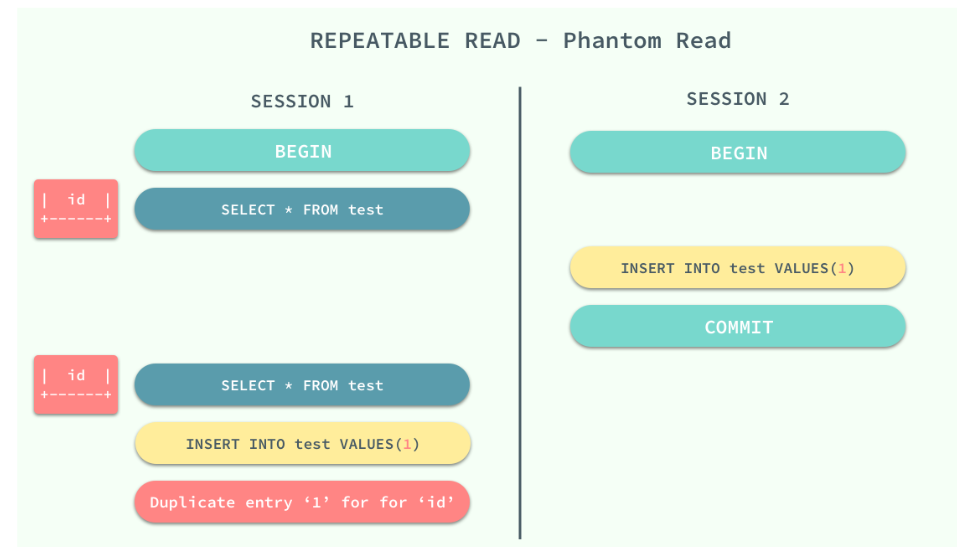 REPEATABLE READ - Phantom Read
SESSION 1
SESSION 2
BEGIN
BEGIN
| id |
+------+
SELECT * FROM test
INSERT INTO test VALUES(1)
COMMIT
| id |
+------+
SELECT * FROM test
INSERT INTO test VALUES(1)
Duplicate entry ‘1’ for for ‘id’